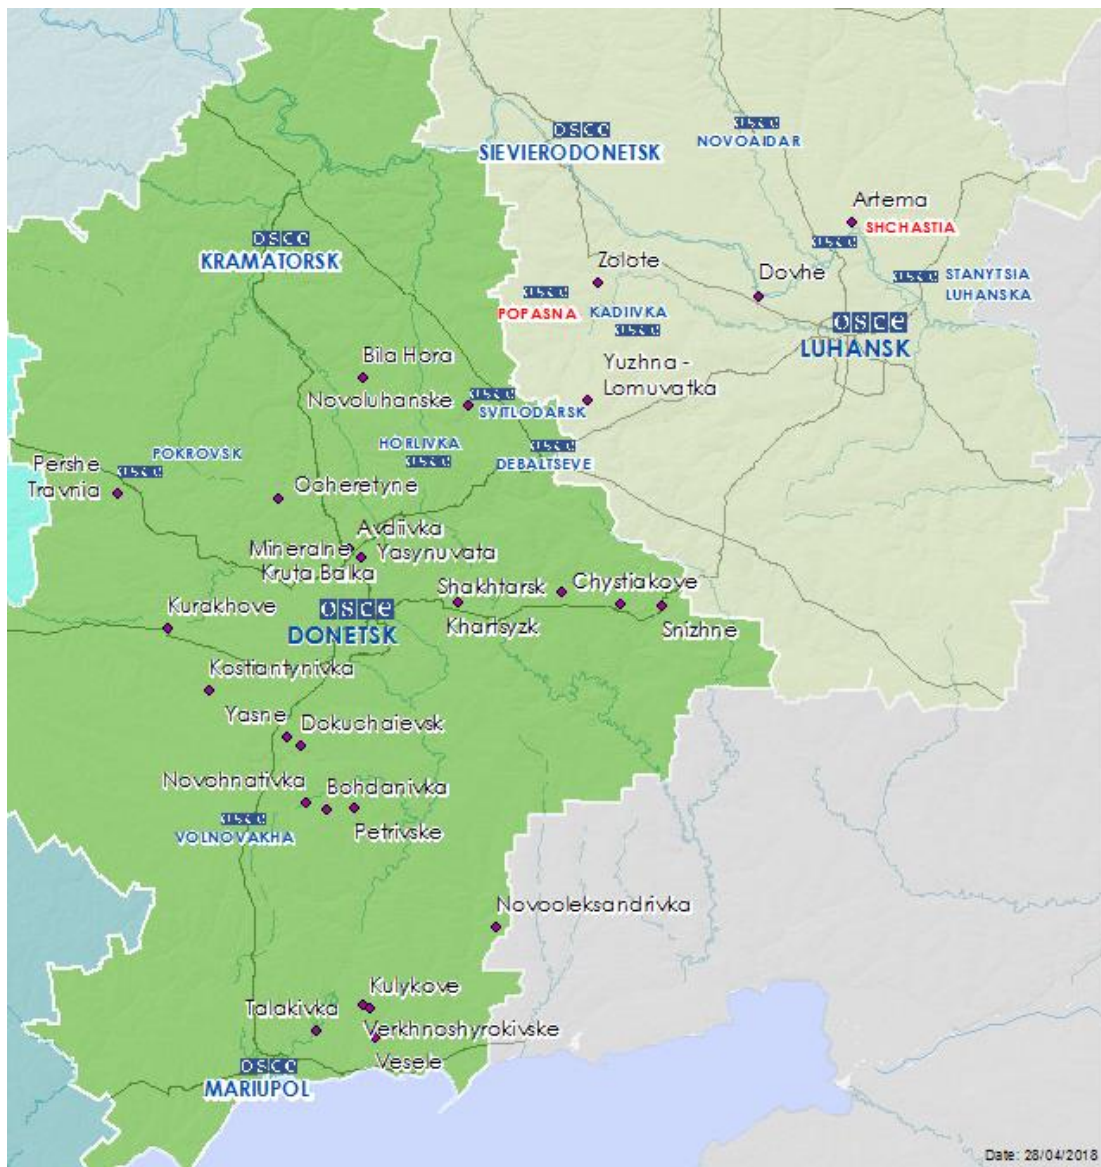 osce
SIEVIERODONETSK
osce
NOVOAIDAR
Artema
SHCHASTIA
osce
osce
KRAMATORSK
osce
Zolote
Dovhe
osce
STANYTSIA
LUHANSKA
osce
POPASNA
KADIIVKA
osce
osce
LUHANSK
Bila Hora
Yuzhna -
Lomuvatka
Novoluhanske
osce
SVITLODARSK
HORLIVKA
osce
osce
DEBALTSEVE
POKROVSK
osce
Pershe
Travnia
Ocheretyne
Avdiivka
Mineralne
Yasynuvata
Kruta Balka
Shakhtarsk
Chystiakove
Kurakhove
osce
DONETSK
Khartsyzk
Snizhne
Kostiantynivka
Yasne
Dokuchaievsk
Novohnativka
Bohdanivka
osce
VOLNOVAKHA
Petrivske
Novooleksandrivka
Kulykove
Talakivka
Verkhnoshyrokivske
Vesele
osce
MARIUPOL
Date: 28/04/2018